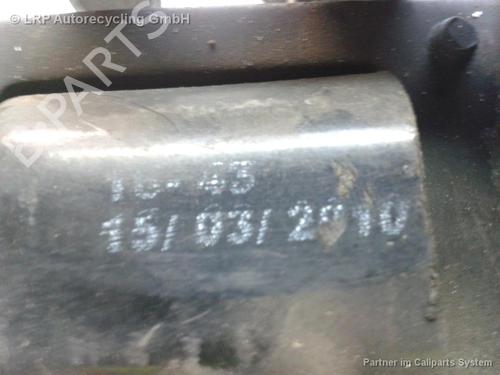 © LRP Autorecycling GmbH
B-PARTS
15/ 03/ 2010
Partner im Callparts System